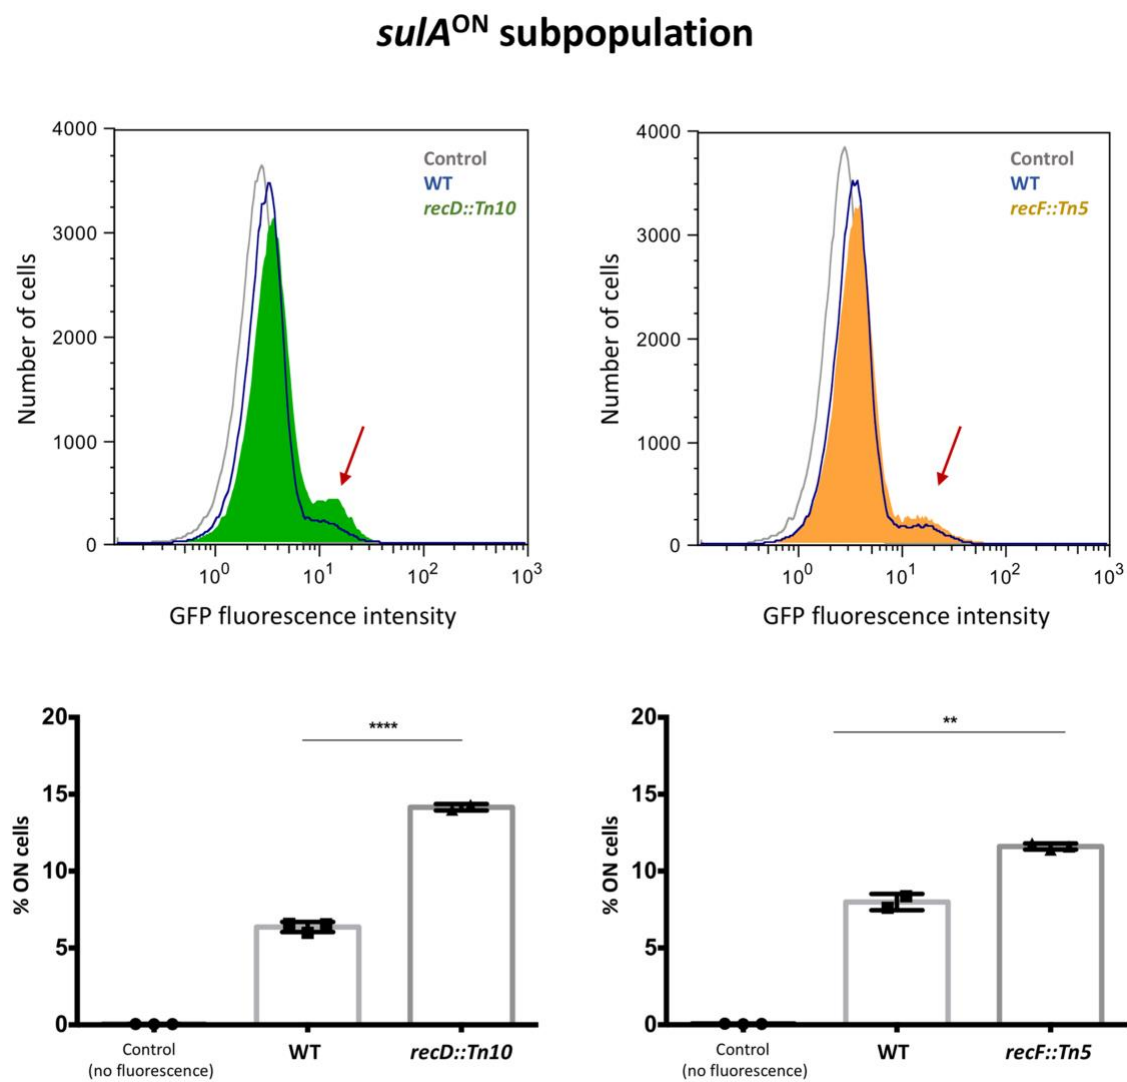 sulA^ON subpopulation
4000
3000
2000
1000
0
Number of cells
Control
WT
recD::Tn10
10^0
10^1
10^2
10^3
GFP fluorescence intensity
4000
3000
2000
1000
0
Number of cells
Control
WT
recF::Tn5
10^0
10^1
10^2
10^3
GFP fluorescence intensity
20
15
10
5
0
% ON cells
****
Control
(no fluorescence)
WT
recD::Tn10
20
15
10
5
0
% ON cells
**
Control
(no fluorescence)
WT
recF::Tn5